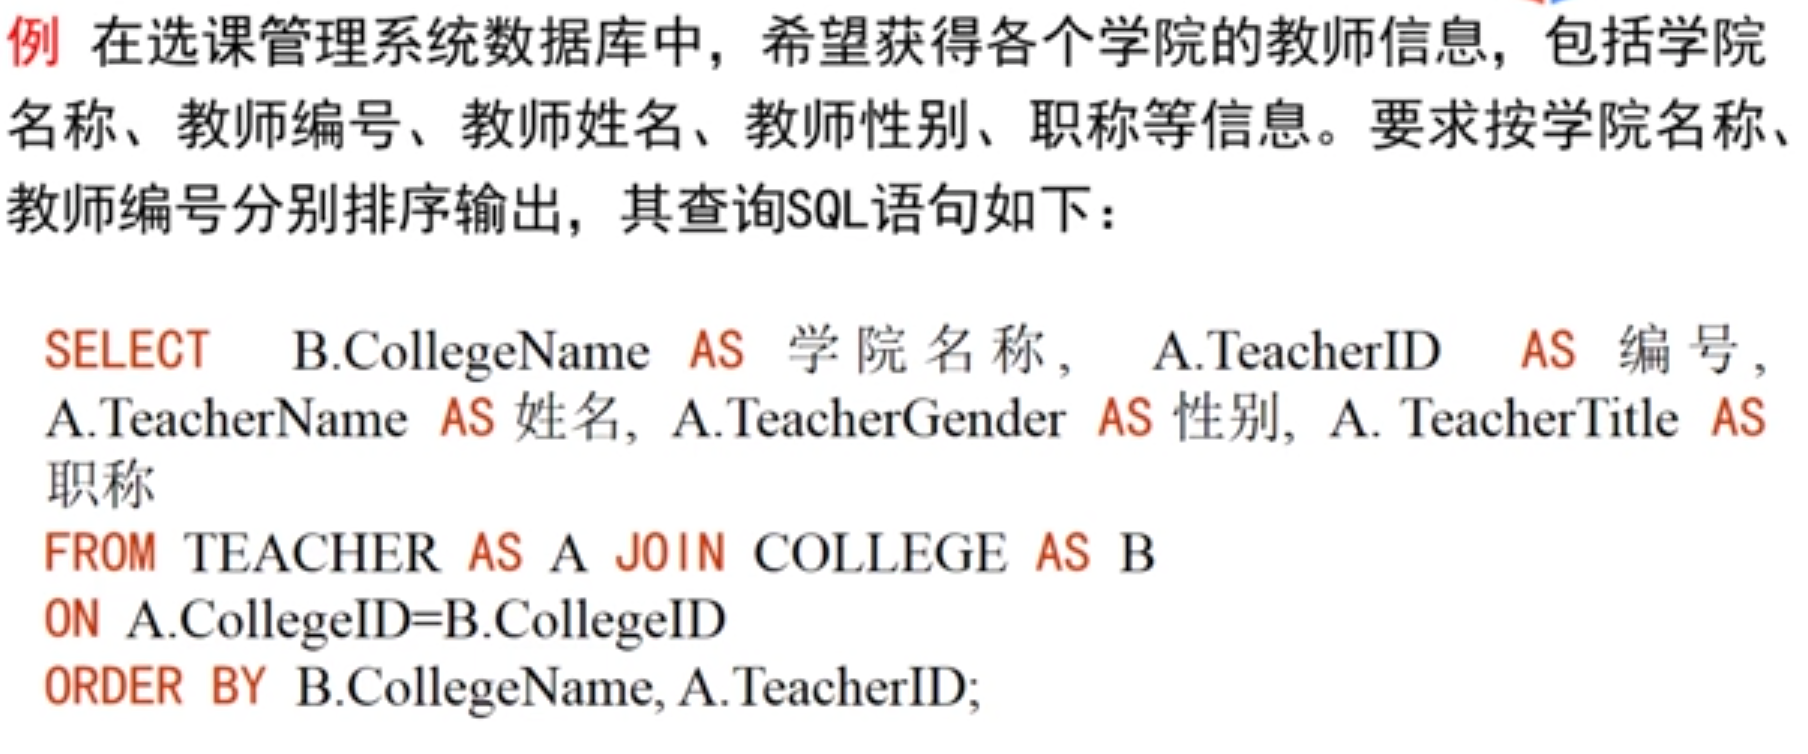 例 在选课管理系统数据库中，希望获得各个学院的教师信息，包括学院
名称、教师编号、教师姓名、教师性别、职称等信息。要求按学院名称、
教师编号分别排序输出，其查询SQL语句如下：
SELECT B.CollegeName AS 学院名称, A.TeacherID AS 编号,
A.TeacherName AS 姓名, A.TeacherGender AS 性别, A. TeacherTitle AS
职称
FROM TEACHER AS A JOIN COLLEGE AS B
ON A.CollegeID=B.CollegeID
ORDER BY B.CollegeName, A.TeacherID;